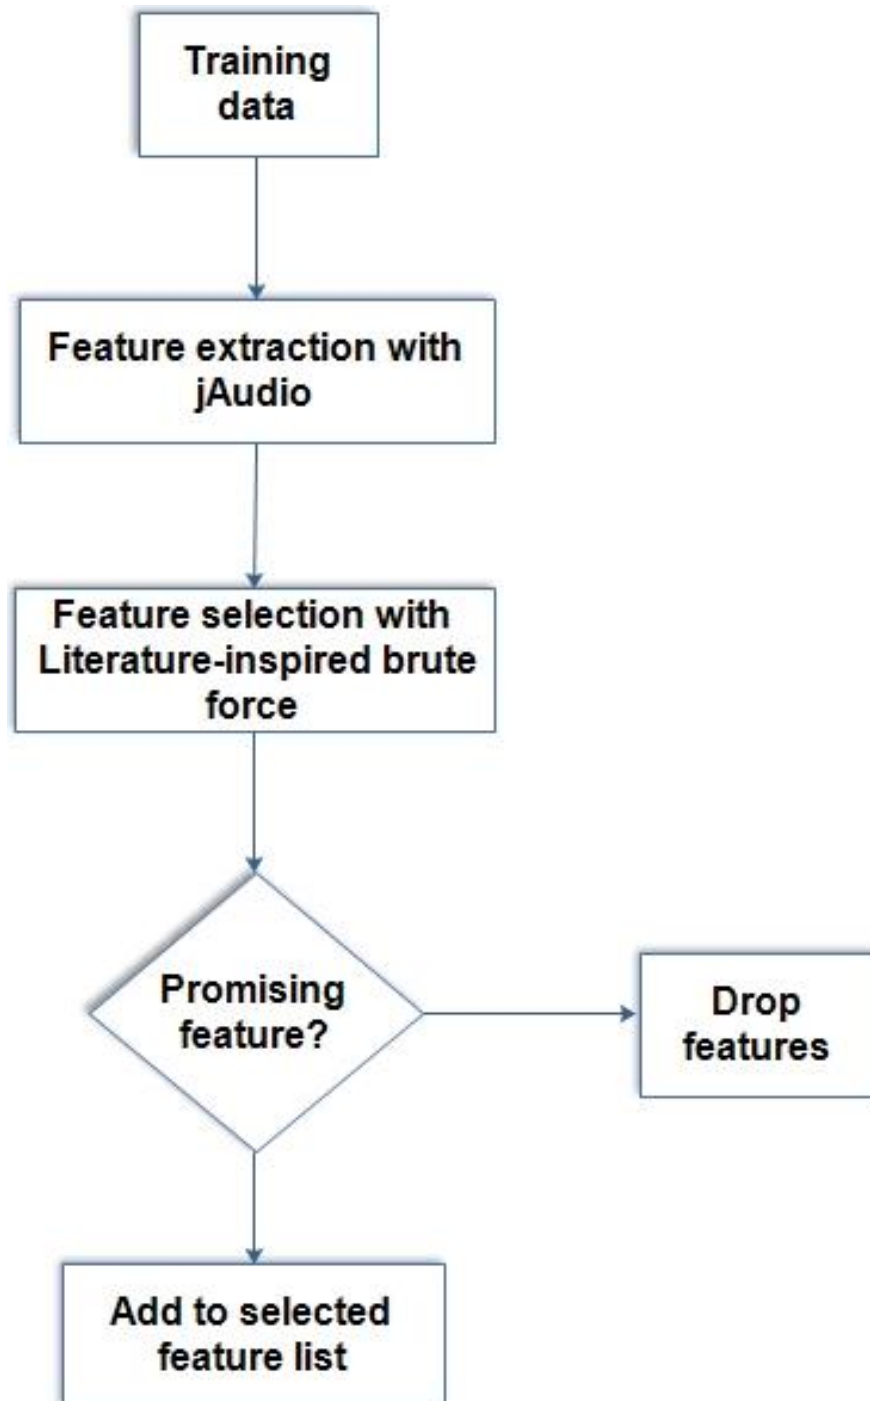 Training
data
Feature extraction with
jAudio
Feature selection with
Literature-inspired brute
force
Promising
feature?
Drop
features
Add to selected
feature list